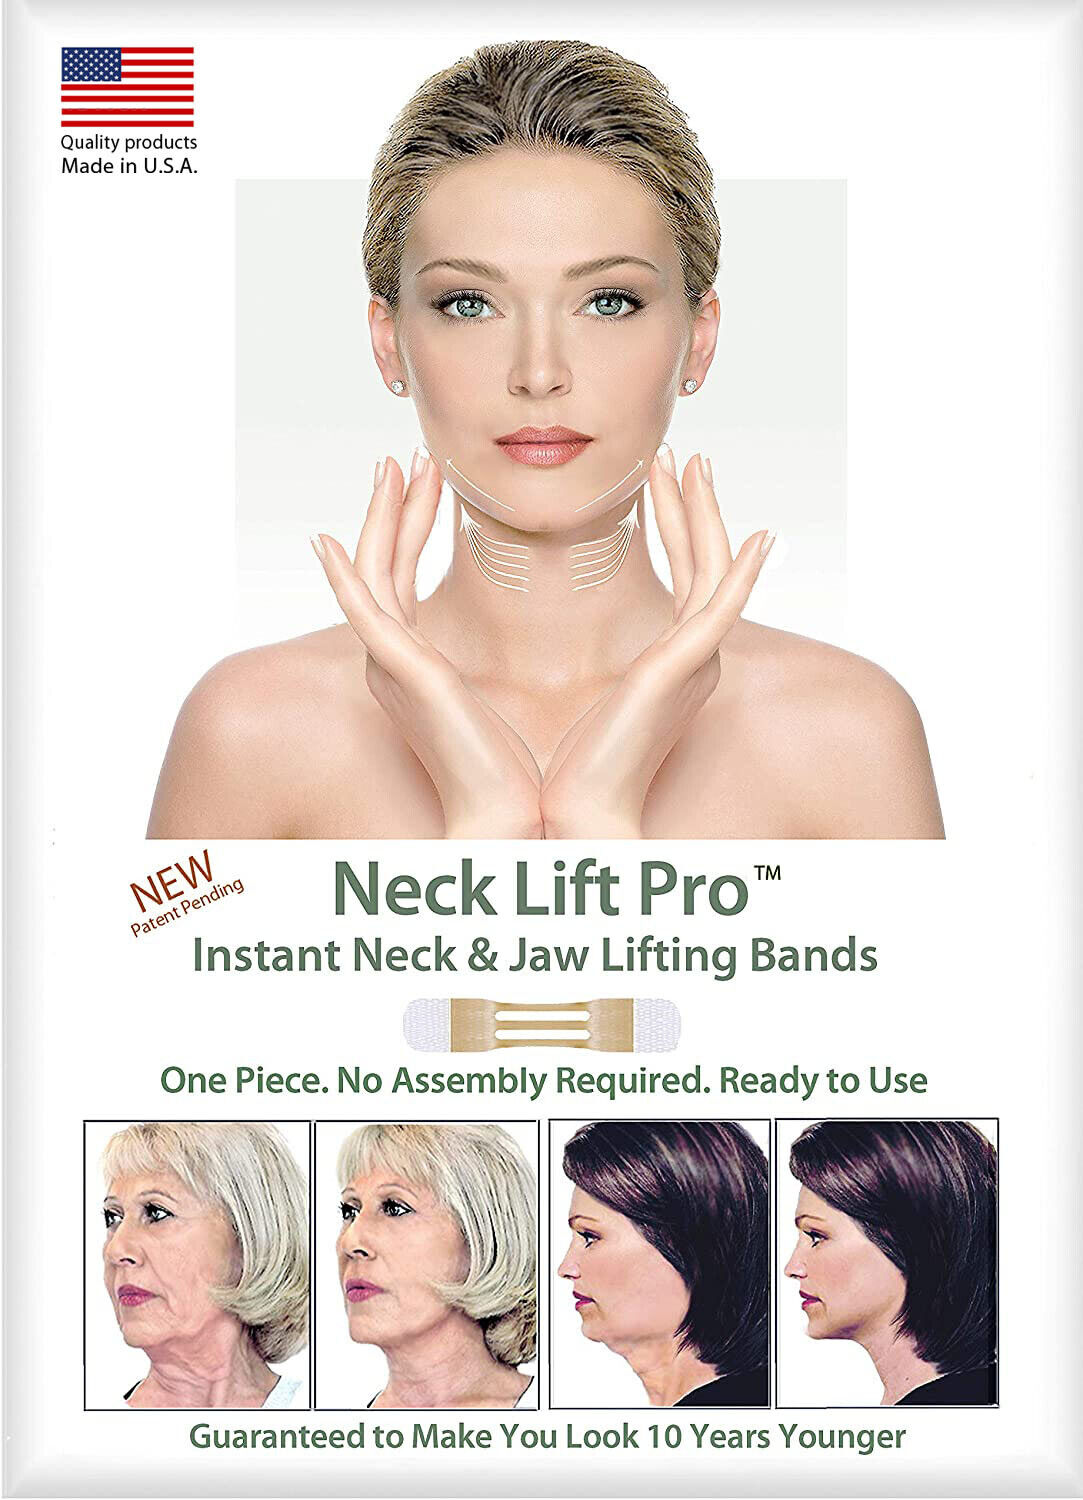 Quality products
Made in U.S.A.
NEW
Patent Pending
Neck Lift Pro™
Instant Neck & Jaw Lifting Bands
One Piece. No Assembly Required. Ready to Use
Guaranteed to Make You Look 10 Years Younger